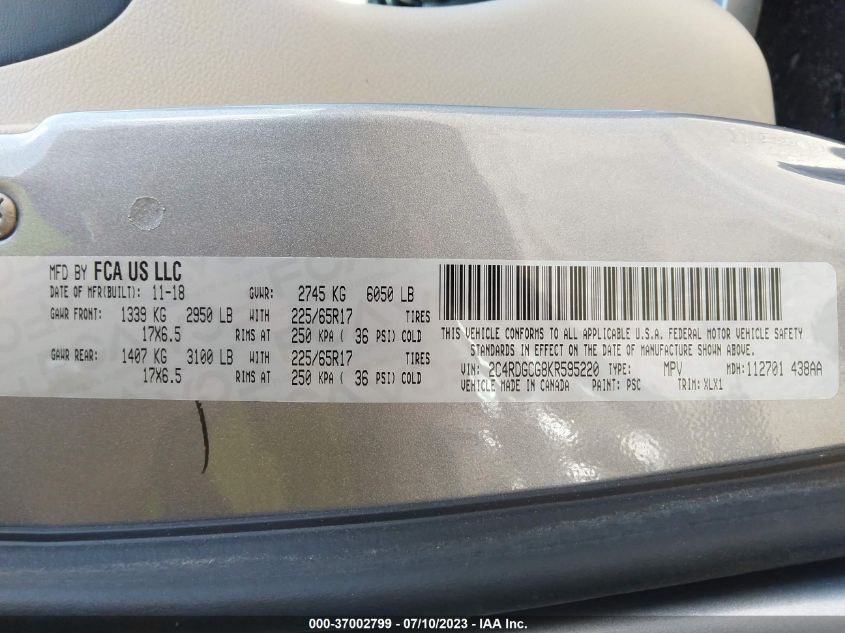 MFD BY FCA US LLC
DATE OF MFR(BUILT): 11-18 GVWR: 2745 KG 6050 LB
GAWR FRONT: 1339 KG 2950 LB WITH 225/65R17 TIRES
17X6.5 RIMS AT 250 KPA ( 36 PSI) COLD
GAWR REAR: 1407 KG 3100 LB WITH 225/65R17 TIRES
17X6.5 RIMS AT 250 KPA ( 36 PSI) COLD
THIS VEHICLE CONFORMS TO ALL APPLICABLE U.S.A. FEDERAL MOTOR VEHICLE SAFETY
STANDARDS IN EFFECT ON THE DATE OF MANUFACTURE SHOWN ABOVE.
VIN: 2C4RDGCG8KR595220 TYPE: MPV MDH:112701 438AA
VEHICLE MADE IN CANADA PAINT: PSC TRIM: XLX1
000-37002799 - 07/10/2023 - IAA Inc.